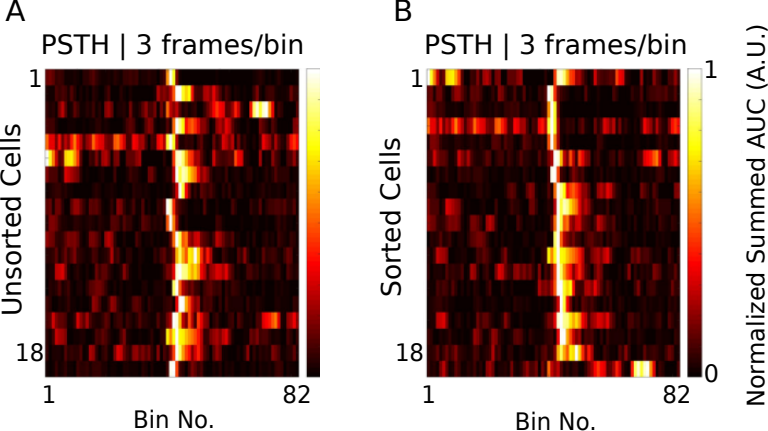 A
PSTH | 3 frames/bin
1
Unsorted Cells
18
1
82
Bin No.
B
PSTH | 3 frames/bin
1
Sorted Cells
18
1
82
Bin No.
1
0
Normalized Summed AUC (A.U.)